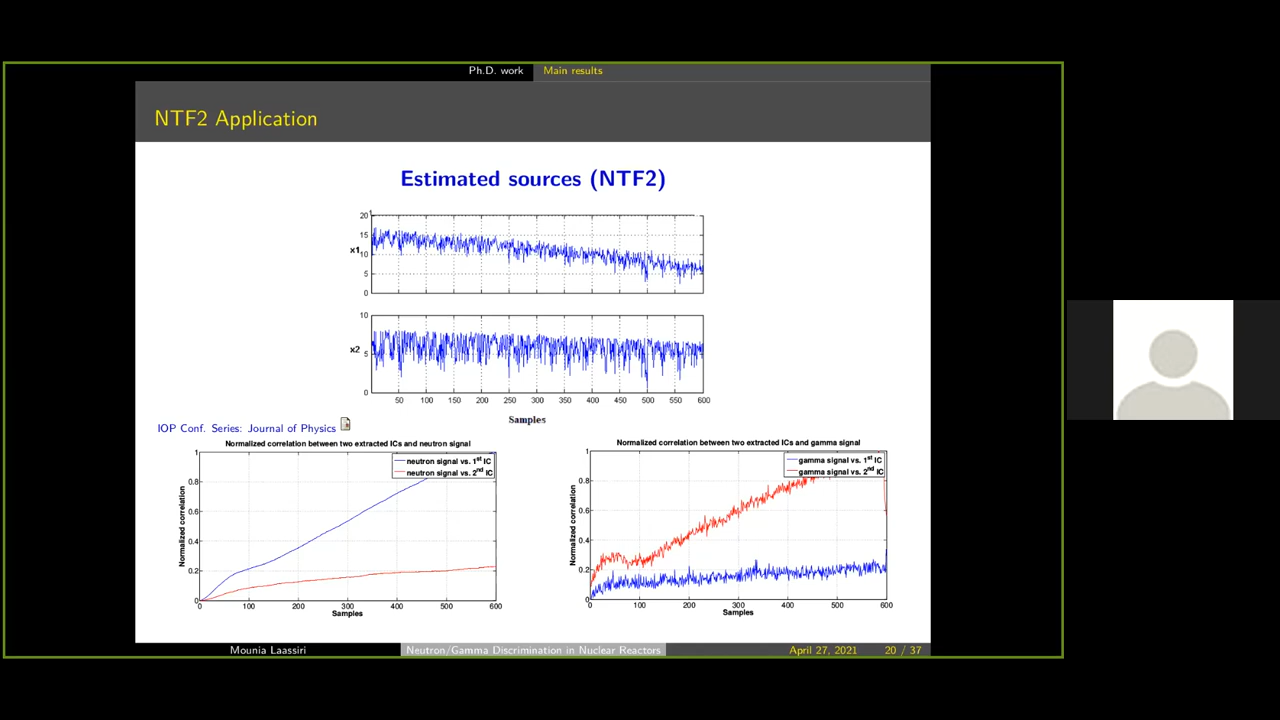 Ph.D. work Main results
NTF2 Application
Estimated sources (NTF2)
20
15
x1
10
5
0
10
x2
5
0
50 100 150 200 250 300 350 400 450 500 550 600
Samples
IOP Conf. Series: Journal of Physics
Normalized correlation between two extracted ICs and neutron signal
neutron signal vs. 1st IC
neutron signal vs. 2nd IC
Normalized correlation
1
0.8
0.6
0.4
0.2
0
0 100 200 300 400 500 600
Samples
Normalized correlation between two extracted ICs and gamma signal
gamma signal vs. 1st IC
gamma signal vs. 2nd IC
Normalized correlation
1
0.8
0.6
0.4
0.2
0
0 100 200 300 400 500 600
Samples
Mounia Laassiri Neutron/Gamma Discrimination in Nuclear Reactors April 27, 2021 20 / 37